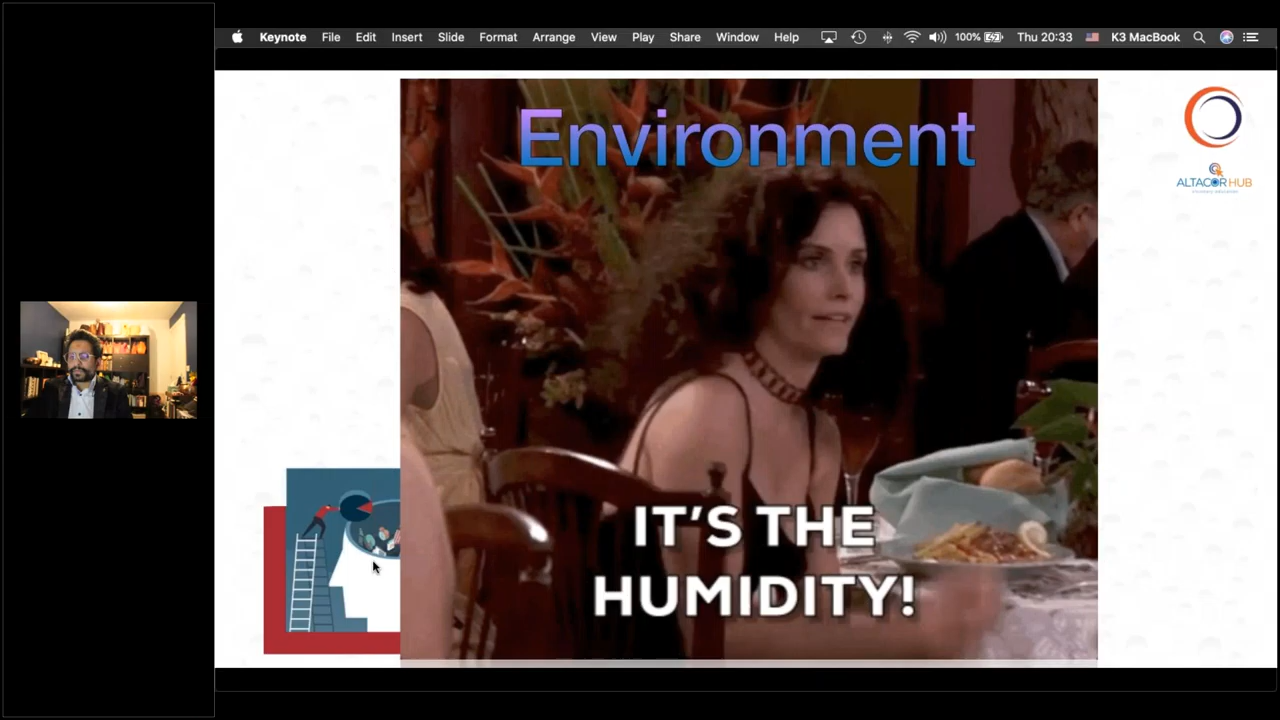 Keynote File Edit Insert Slide Format Arrange View Play Share Window Help 100% Thu 20:33 K3 MacBook
Environment
ALTACOR HUB
IT'S THE
HUMIDITY!